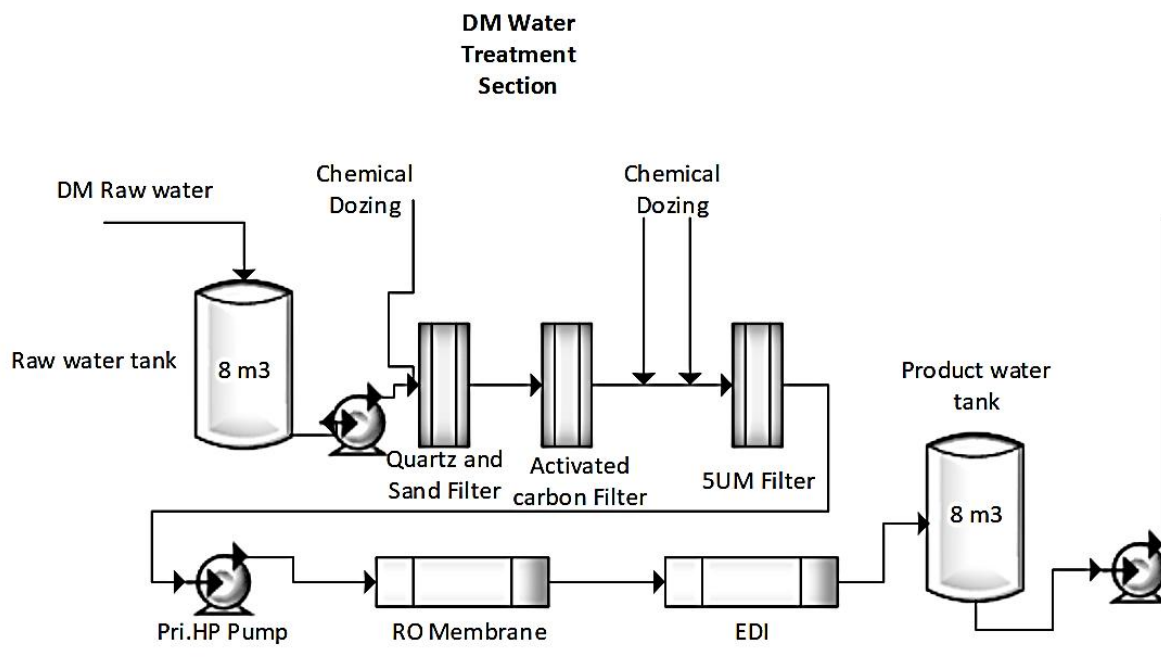 DM Water
Treatment
Section
Chemical
Dozing
Chemical
Dozing
DM Raw water
Raw water tank
8 m3
Product water
tank
Quartz and
Sand Filter
Activated
carbon Filter
5UM Filter
8 m3
Pri.HP Pump
RO Membrane
EDI